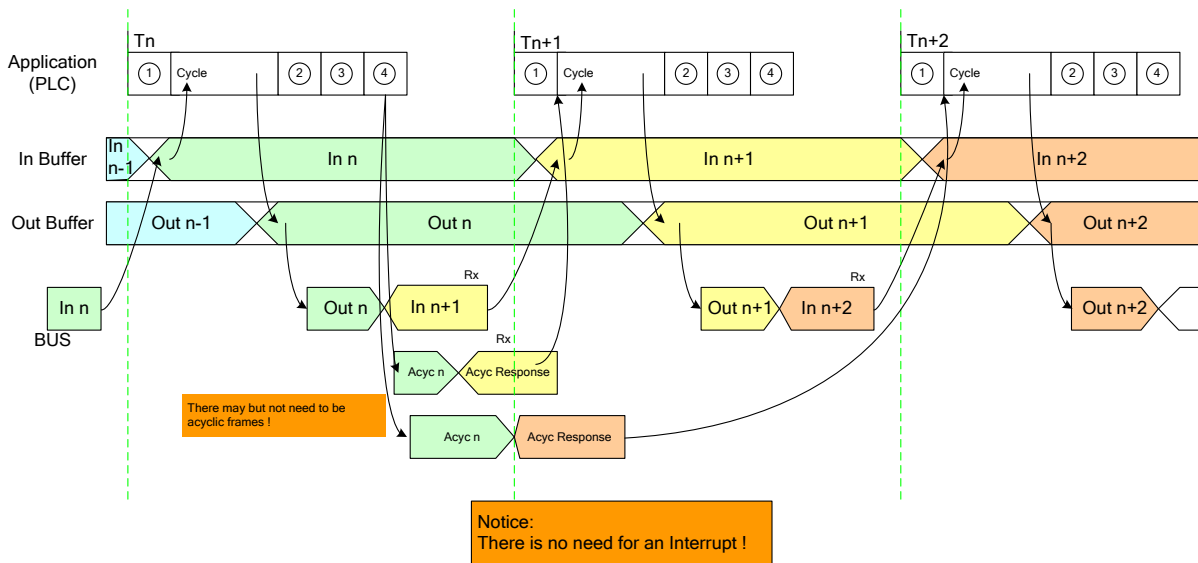 Tn
Tn+1
Tn+2
Application
(PLC)
① Cycle ② ③ ④
① Cycle ② ③ ④
① Cycle ② ③ ④
In Buffer
In
n-1
In n
In n+1
In n+2
Out Buffer
Out n-1
Out n
Out n+1
Out n+2
In n
BUS
Out n
In n+1
Rx
Out n+1
In n+2
Rx
Out n+2
Rx
Acyc n
Acyc Response
There may but not need to be
acyclic frames !
Acyc n
Acyc Response
Notice:
There is no need for an Interrupt !